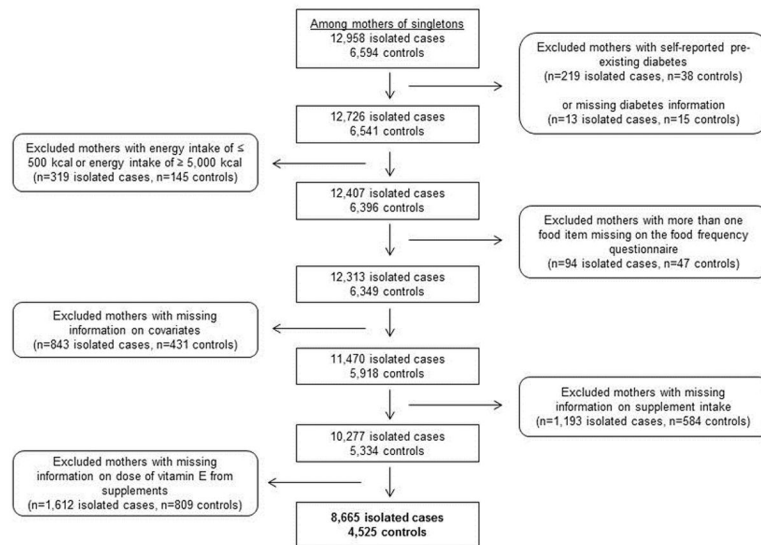 Among mothers of singletons
12,958 isolated cases
6,594 controls
Excluded mothers with self-reported pre-
existing diabetes
(n=219 isolated cases, n=38 controls)
or missing diabetes information
(n=13 isolated cases, n=15 controls)
12,726 isolated cases
6,541 controls
Excluded mothers with energy intake of ≤
500 kcal or energy intake of ≥ 5,000 kcal
(n=319 isolated cases, n=145 controls)
12,407 isolated cases
6,396 controls
Excluded mothers with more than one
food item missing on the food frequency
questionnaire
(n=94 isolated cases, n=47 controls)
12,313 isolated cases
6,349 controls
Excluded mothers with missing
information on covariates
(n=843 isolated cases, n=431 controls)
11,470 isolated cases
5,918 controls
Excluded mothers with missing
information on supplement intake
(n=1,193 isolated cases, n=584 controls)
10,277 isolated cases
5,334 controls
Excluded mothers with missing
information on dose of vitamin E from
supplements
(n=1,612 isolated cases, n=809 controls)
8,665 isolated cases
4,525 controls